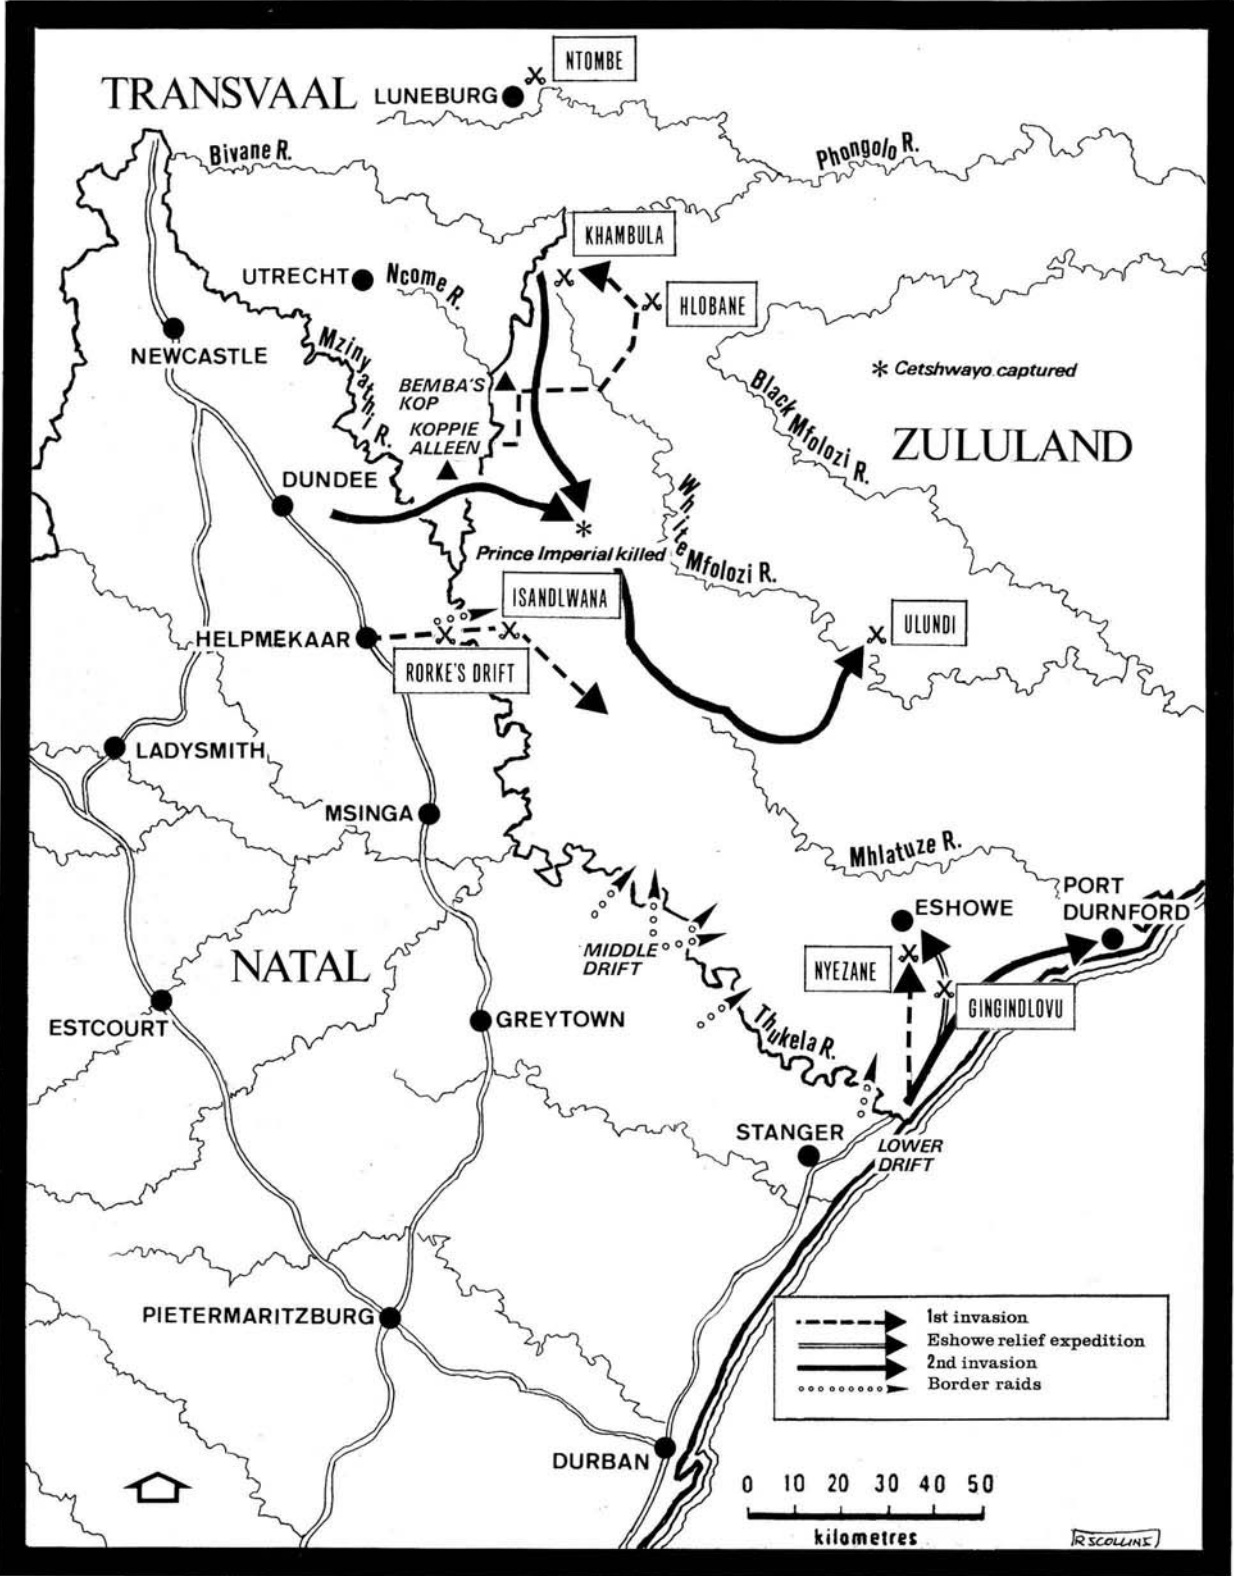 NTOMBE
TRANSVAAL
LUNEBURG
Bivane R.
Phongolo R.
KHAMBULA
UTRECHT
Ncome R.
HLOBANE
NEWCASTLE
Mzinyathi R.
BEMBA'S
KOP
* Cetshwayo captured
Black Mfolozi R.
KOPPIE
ALLEEN
ZULULAND
DUNDEE
White Mfolozi R.
*
Prince Imperial killed
ISANDLWANA
ULUNDI
HELPMEKAAR
RORKE'S DRIFT
LADYSMITH
MSINGA
Mhlatuze R.
PORT
DURNFORD
ESHOWE
MIDDLE
DRIFT
NATAL
NYEZANE
GINGINDLOVU
ESTCOURT
GREYTOWN
Thukela R.
STANGER
LOWER
DRIFT
PIETERMARITZBURG
1st invasion
Eshowe relief expedition
2nd invasion
Border raids
DURBAN
0 10 20 30 40 50
kilometres
R SCOLLINS